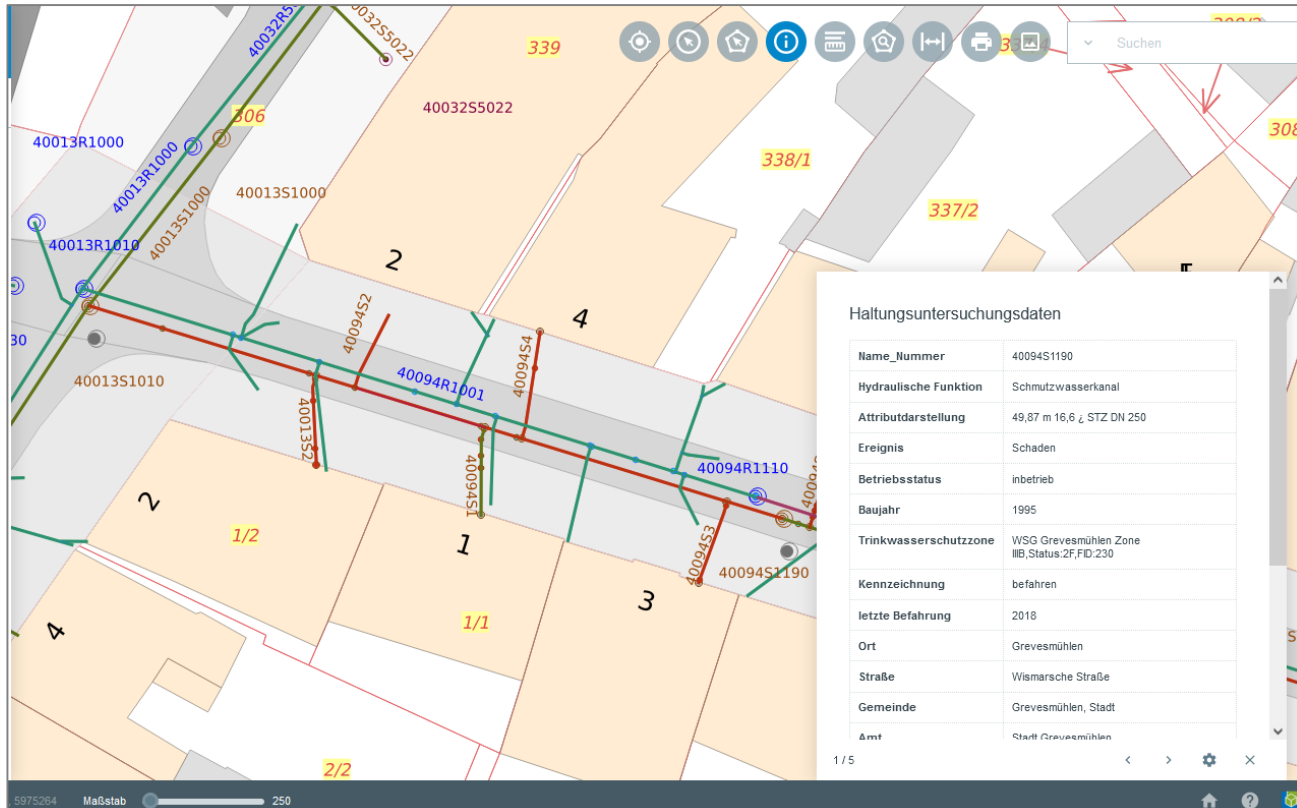 40032S5022
339
Suchen
306
40032S5022
40013R1000
40013R1000
338/1
40013S1000
40013S1000
337/2
40013R1010
2
4
40094S2
40094S4
40013S1010
40094R1001
40013S2
40094S1
40094R1110
2
1/2
1
40094S3
40094S1190
3
1/1
4
2/2
Haltungsuntersuchungsdaten
Name_Nummer 40094S1190
Hydraulische Funktion Schmutzwasserkanal
Attributdarstellung 49,87 m 16,6 ¿ STZ DN 250
Ereignis Schaden
Betriebsstatus inbetrieb
Baujahr 1995
Trinkwasserschutzzone WSG Grevesmühlen Zone
IIIB,Status:2F,FID:230
Kennzeichnung befahren
letzte Befahrung 2018
Ort Grevesmühlen
Straße Wismarsche Straße
Gemeinde Grevesmühlen, Stadt
Amt Stadt Grevesmühlen
1 / 5
5975264 Maßstab 250